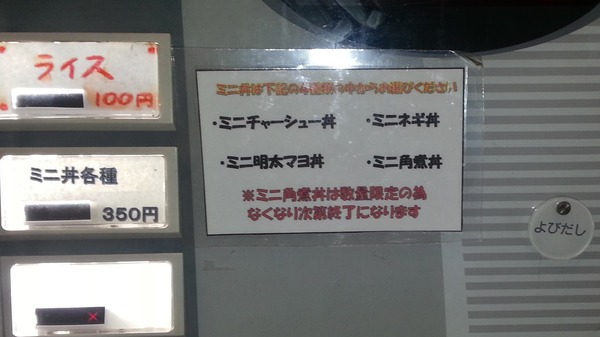 ライス
100円
ミニ丼各種
350円
×
ミニ丼は下記の4種類の中からお選びください
・ミニチャーシュー丼
・ミニネギ丼
・ミニ明太マヨ丼
・ミニ角煮丼
※ミニ角煮丼は数量限定の為
なくなり次第終了になります
よびだし